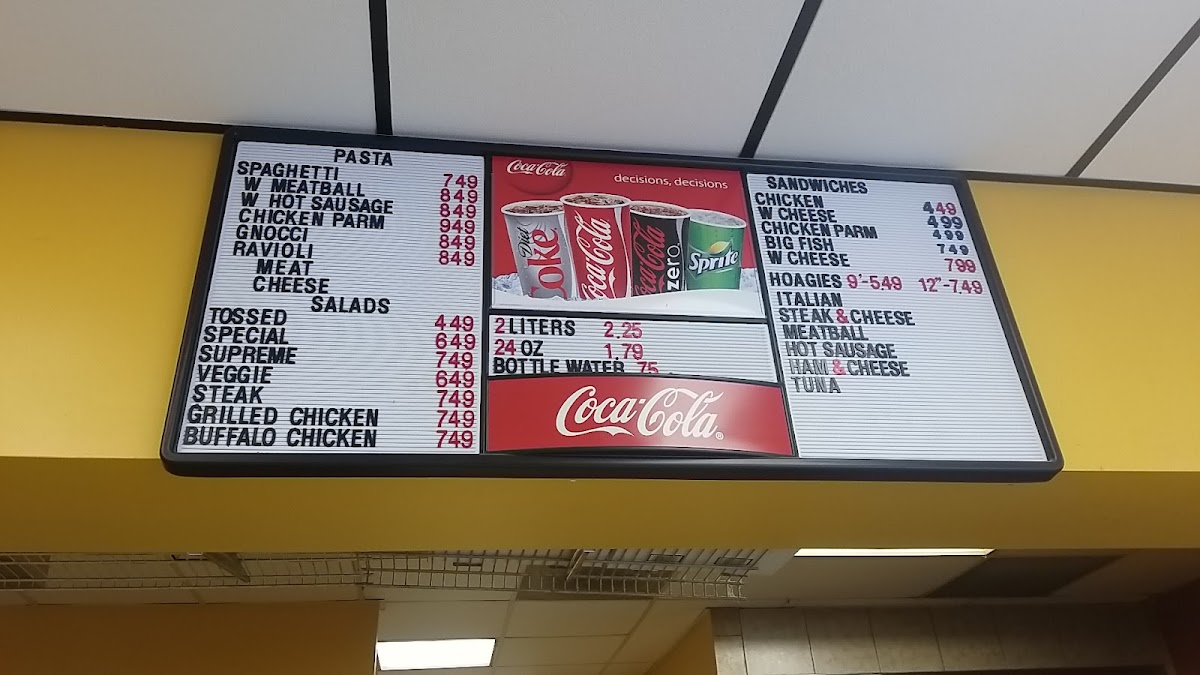 PASTA
SPAGHETTI 749
W MEATBALL 849
W HOT SAUSAGE 849
CHICKEN PARM 949
GNOCCI 849
RAVIOLI 849
MEAT
CHEESE
SALADS
TOSSED 449
SPECIAL 649
SUPREME 749
VEGGIE 649
STEAK 749
GRILLED CHICKEN 749
BUFFALO CHICKEN 749
Coca-Cola
decisions, decisions
Diet Coke
Coca-Cola
Coca-Cola zero
Sprite
2 LITERS 2.25
24 OZ 1.79
BOTTLE WATER 75
Coca-Cola®
SANDWICHES
CHICKEN 449
W CHEESE 499
CHICKEN PARM 499
BIG FISH 749
W CHEESE 799
HOAGIES 9"-549 12"-7.49
ITALIAN
STEAK & CHEESE
MEATBALL
HOT SAUSAGE
HAM & CHEESE
TUNA